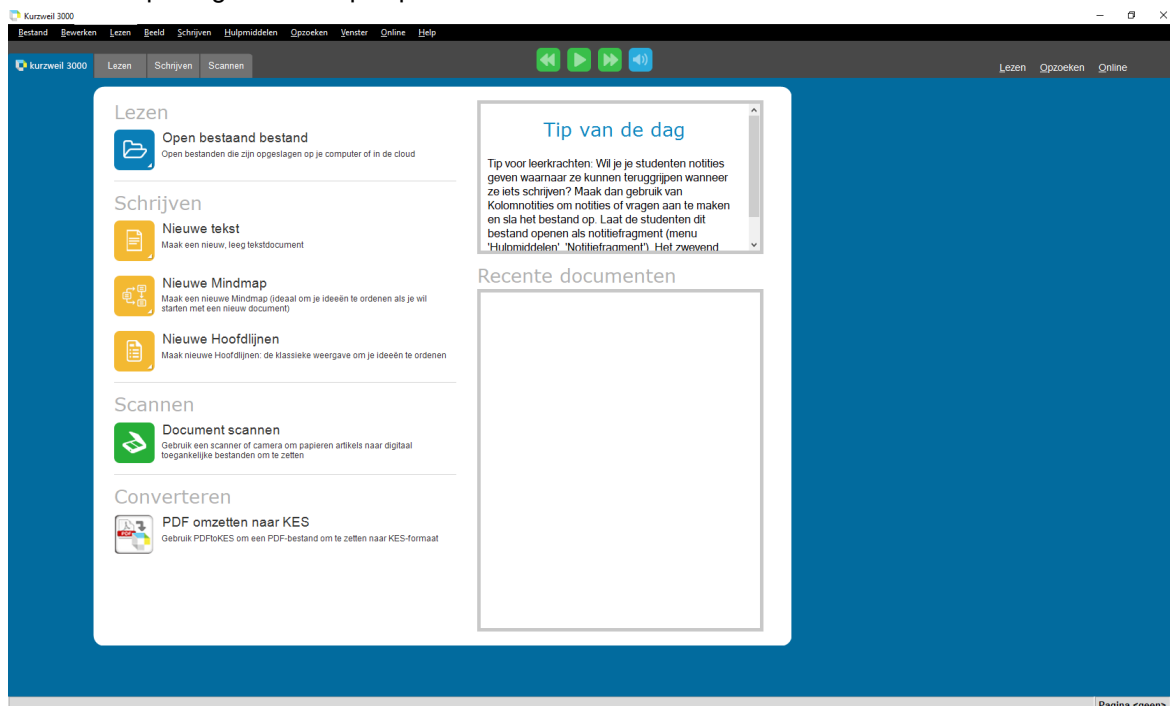 Kurzweil 3000
Bestand Bewerken Lezen Beeld Schrijven Hulpmiddelen Opzoeken Venster Online Help
kurzweil 3000 Lezen Schrijven Scannen
Lezen Opzoeken Online
Lezen
Open bestaand bestand
Open bestanden die zijn opgeslagen op je computer of in de cloud
Schrijven
Nieuwe tekst
Maak een nieuw, leeg tekstdocument
Nieuwe Mindmap
Maak een nieuwe Mindmap (ideaal om je ideeën te ordenen als je wil
starten met een nieuw document)
Nieuwe Hoofdlijnen
Maak nieuwe Hoofdlijnen: de klassieke weergave om je ideeën te ordenen
Scannen
Document scannen
Gebruik een scanner of camera om papieren artikels naar digitaal
toegankelijke bestanden om te zetten
Converteren
PDF
PDF omzetten naar KES
Gebruik PDFtoKES om een PDF-bestand om te zetten naar KES-formaat
Tip van de dag
Tip voor leerkrachten: Wil je je studenten notities
geven waarnaar ze kunnen teruggrijpen wanneer
ze iets schrijven? Maak dan gebruik van
Kolomnotities om notities of vragen aan te maken
en sla het bestand op. Laat de studenten dit
bestand openen als notitiefragment (menu
'Hulpmiddelen' 'Notitiefragment'). Het zwevend
Recente documenten
Pagina <geen>